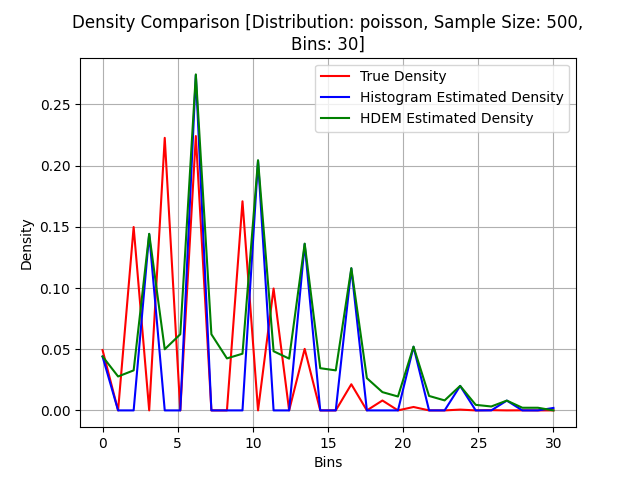 Density Comparison [Distribution: poisson, Sample Size: 500,
Bins: 30]
True Density
Histogram Estimated Density
HDEM Estimated Density
Density
0.25
0.20
0.15
0.10
0.05
0.00
0
5
10
15
20
25
30
Bins